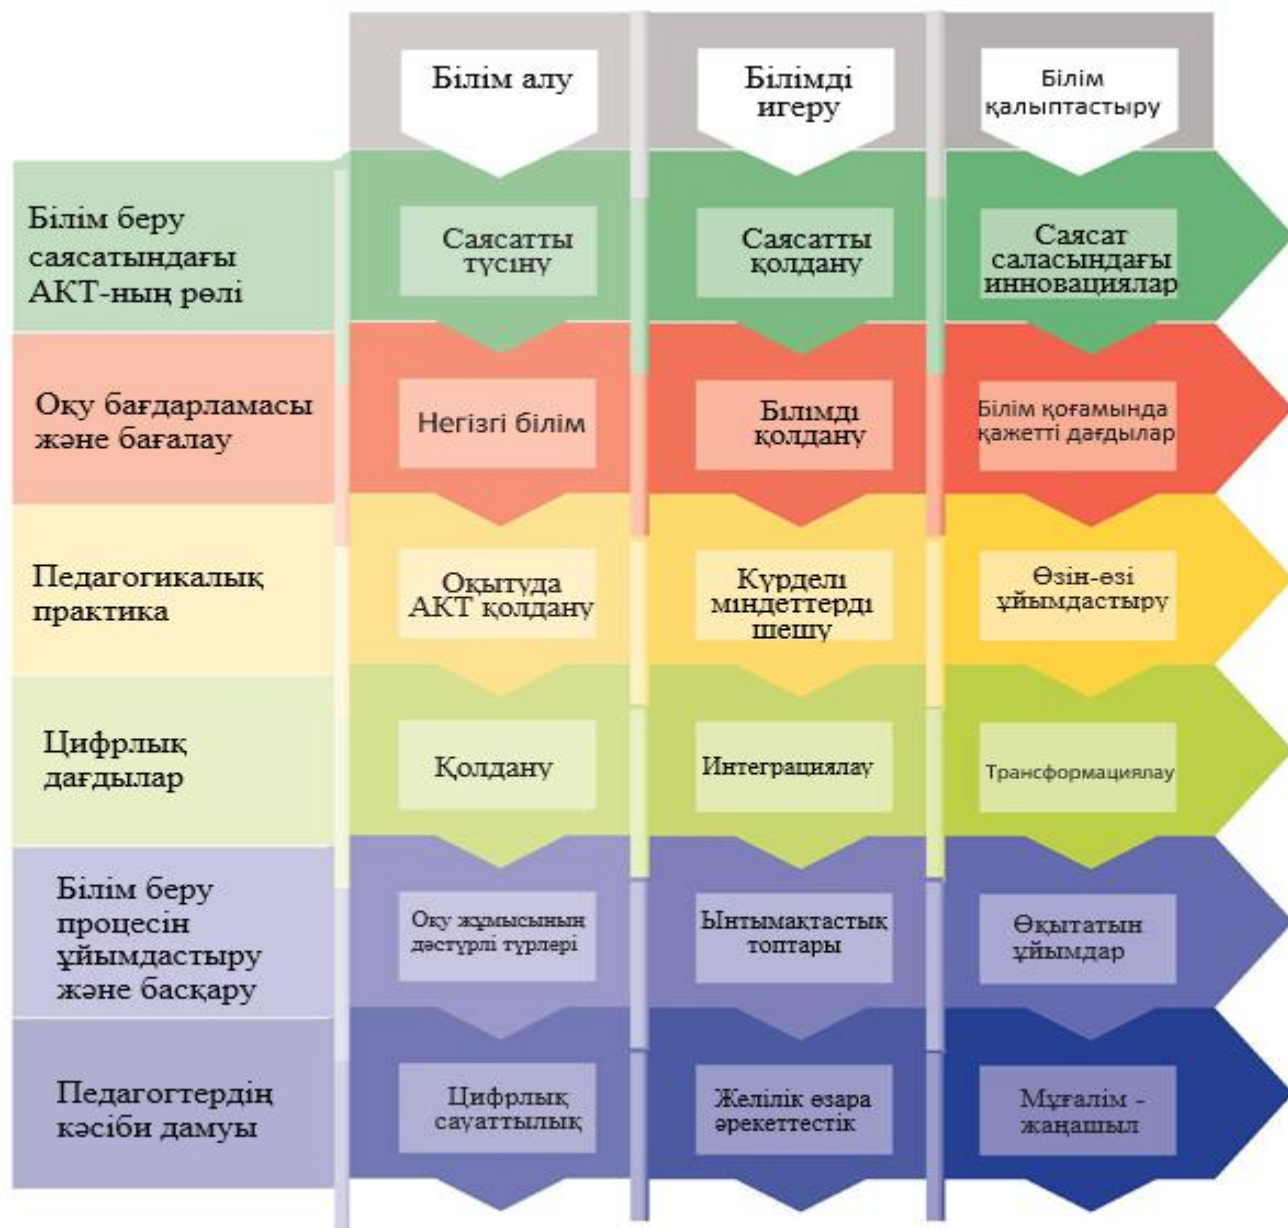 Білім алу
Білімді
игеру
Білім
қалыптастыру
Білім беру
саясатындағы
АКТ-ның рөлі
Саясатты
түсіну
Саясатты
қолдану
Саясат
саласындағы
инновациялар
Оқу бағдарламасы
және бағалау
Негізгі білім
Білімді
қолдану
Білім қоғамында
қажетті дағдылар
Педагогикалық
практика
Оқытуда
АКТ қолдану
Күрделі
міндеттерді
шешу
Өзін-өзі
ұйымдастыру
Цифрлық
дағдылар
Қолдану
Интеграциялау
Трансформациялау
Білім беру
процесін
ұйымдастыру
және басқару
Оқу жұмысының
дәстүрлі түрлері
Ынтымақтастық
топтары
Өқытатын
ұйымдар
Педагогтердің
кәсіби дамуы
Цифрлық
сауаттылық
Желілік өзара
әрекеттестік
Мұғалім -
жаңашыл